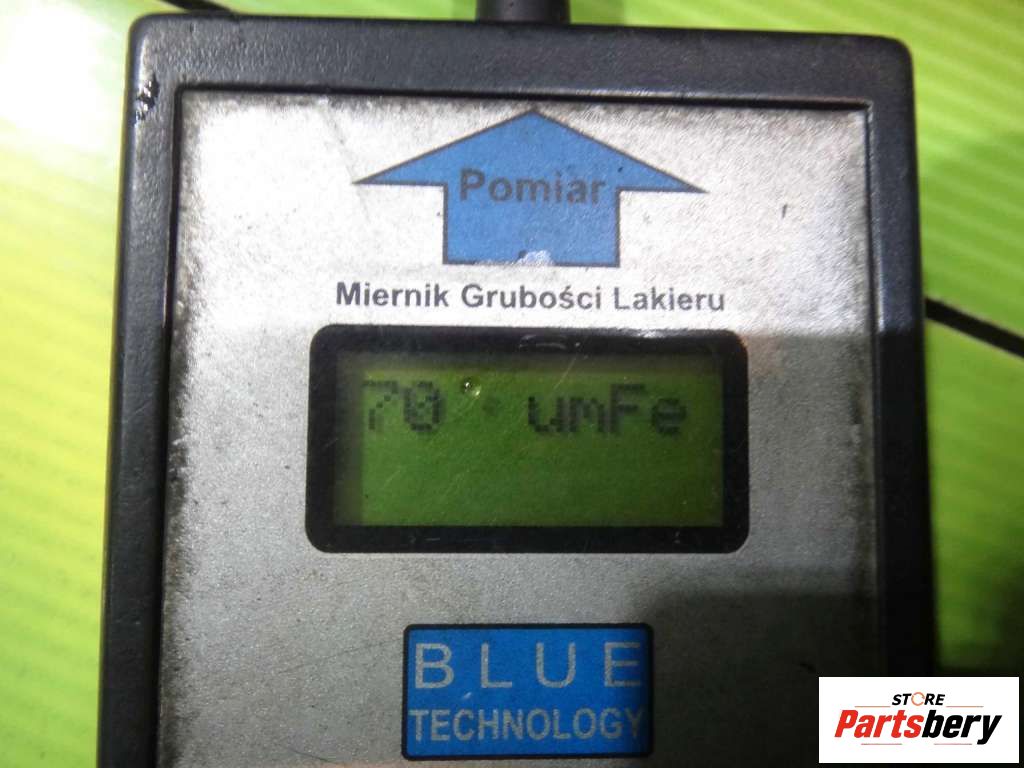 Pomiar
Miernik Grubości Lakieru
70 umFe
BLUE
TECHNOLOGY
STORE
Partsbery